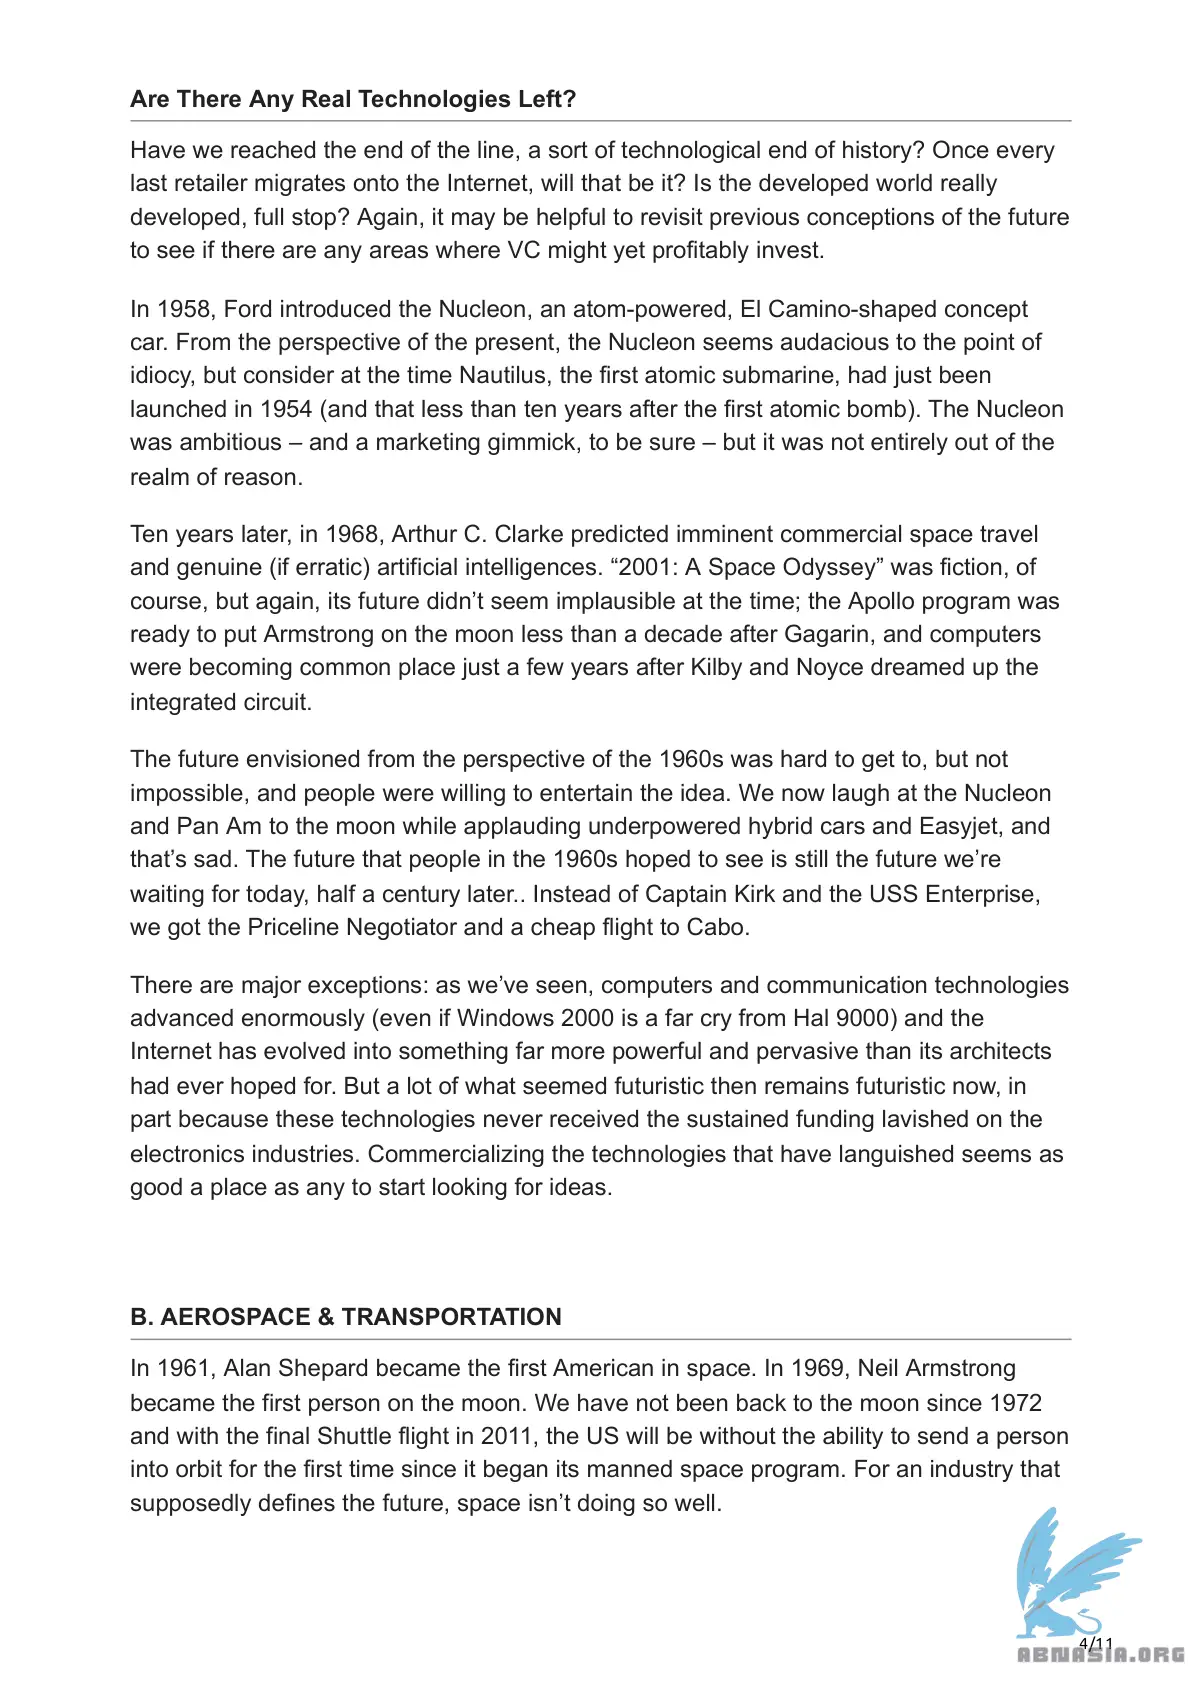 Are There Any Real Technologies Left?
Have we reached the end of the line, a sort of technological end of history? Once every
last retailer migrates onto the Internet, will that be it? Is the developed world really
developed, full stop? Again, it may be helpful to revisit previous conceptions of the future
to see if there are any areas where VC might yet profitably invest.
In 1958, Ford introduced the Nucleon, an atom-powered, El Camino-shaped concept
car. From the perspective of the present, the Nucleon seems audacious to the point of
idiocy, but consider at the time Nautilus, the first atomic submarine, had just been
launched in 1954 (and that less than ten years after the first atomic bomb). The Nucleon
was ambitious – and a marketing gimmick, to be sure – but it was not entirely out of the
realm of reason.
Ten years later, in 1968, Arthur C. Clarke predicted imminent commercial space travel
and genuine (if erratic) artificial intelligences. “2001: A Space Odyssey” was fiction, of
course, but again, its future didn’t seem implausible at the time; the Apollo program was
ready to put Armstrong on the moon less than a decade after Gagarin, and computers
were becoming common place just a few years after Kilby and Noyce dreamed up the
integrated circuit.
The future envisioned from the perspective of the 1960s was hard to get to, but not
impossible, and people were willing to entertain the idea. We now laugh at the Nucleon
and Pan Am to the moon while applauding underpowered hybrid cars and Easyjet, and
that’s sad. The future that people in the 1960s hoped to see is still the future we’re
waiting for today, half a century later.. Instead of Captain Kirk and the USS Enterprise,
we got the Priceline Negotiator and a cheap flight to Cabo.
There are major exceptions: as we’ve seen, computers and communication technologies
advanced enormously (even if Windows 2000 is a far cry from Hal 9000) and the
Internet has evolved into something far more powerful and pervasive than its architects
had ever hoped for. But a lot of what seemed futuristic then remains futuristic now, in
part because these technologies never received the sustained funding lavished on the
electronics industries. Commercializing the technologies that have languished seems as
good a place as any to start looking for ideas.
B. AEROSPACE & TRANSPORTATION
In 1961, Alan Shepard became the first American in space. In 1969, Neil Armstrong
became the first person on the moon. We have not been back to the moon since 1972
and with the final Shuttle flight in 2011, the US will be without the ability to send a person
into orbit for the first time since it began its manned space program. For an industry that
supposedly defines the future, space isn’t doing so well.
4/11
ABNASIA.ORG